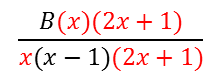 B(x)(2x + 1)
x(x − 1)(2x + 1)